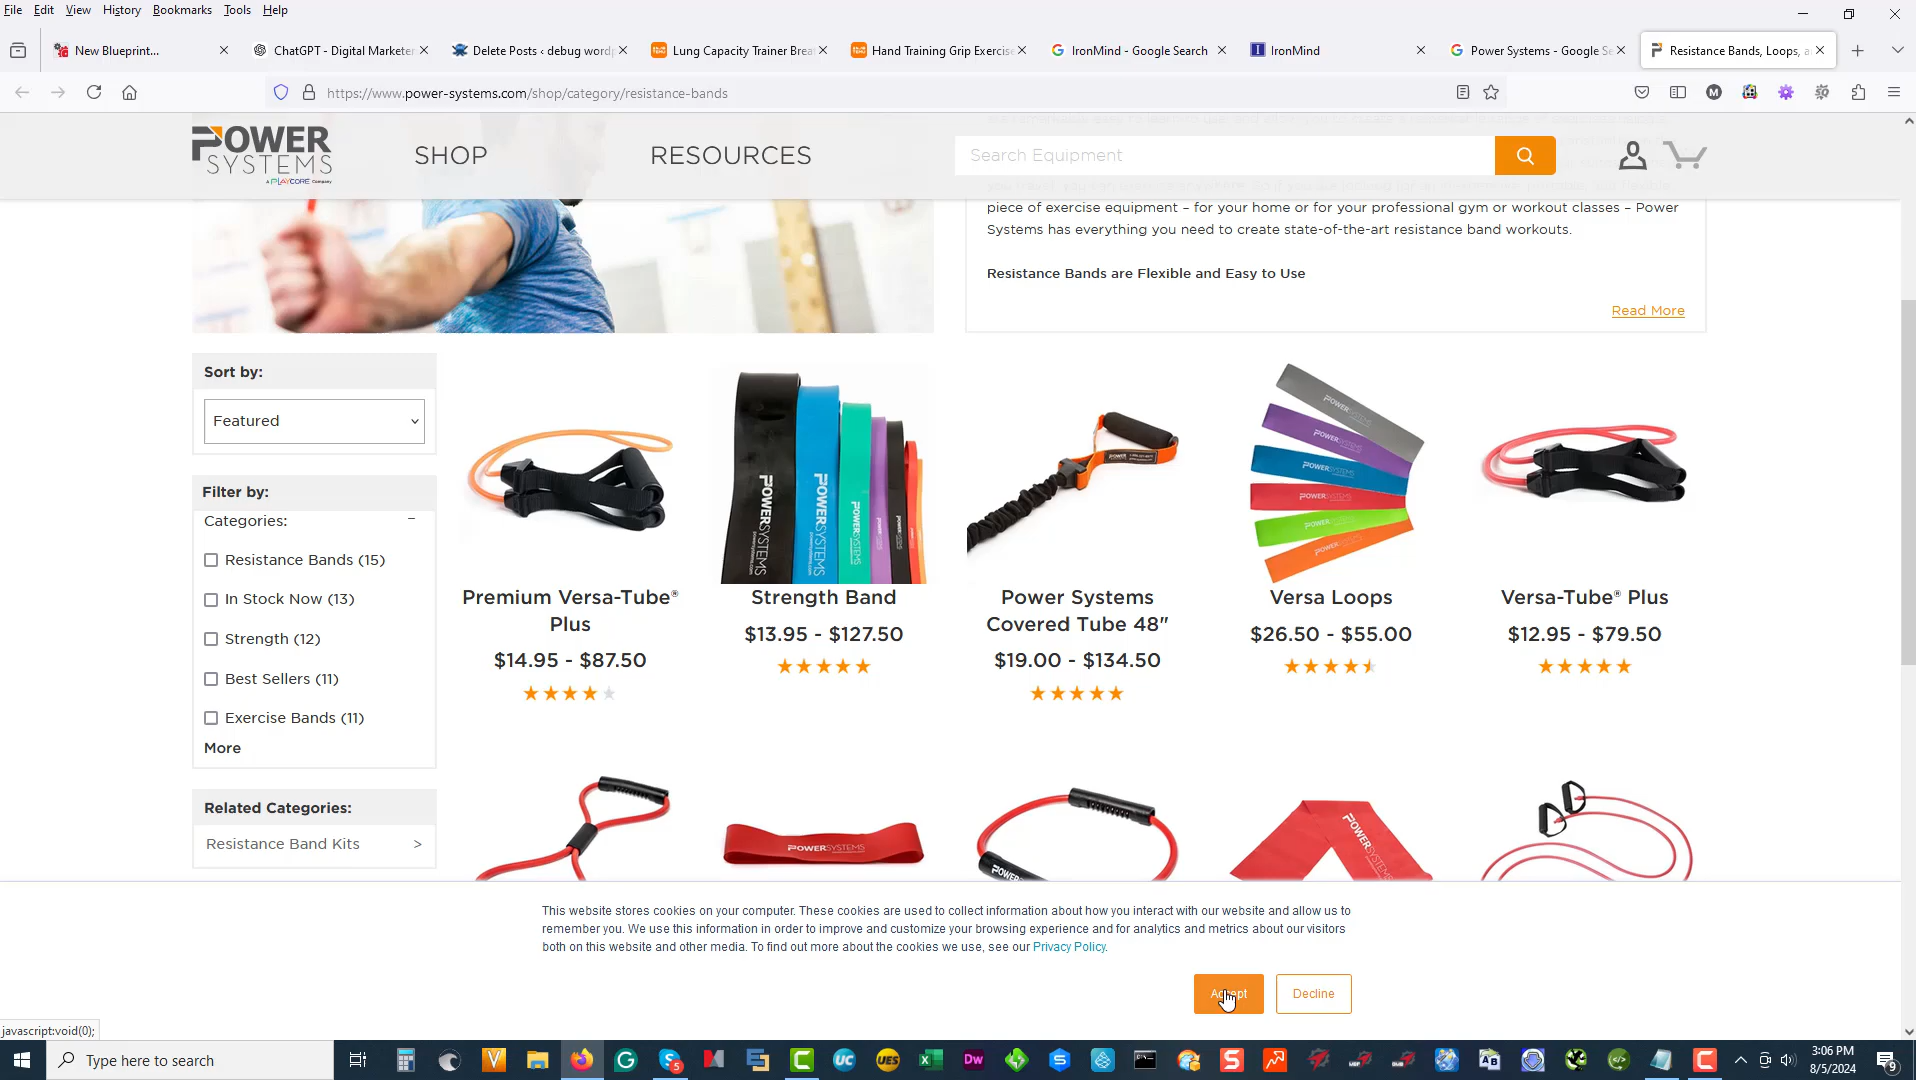 File Edit View History Bookmarks Tools Help
New Blueprint...
ChatGPT - Digital Marketer
Delete Posts ‹ debug word
Lung Capacity Trainer Brea
Hand Training Grip Exercise
IronMind - Google Search
IronMind
Power Systems - Google Se
Resistance Bands, Loops, a
https://www.power-systems.com/shop/category/resistance-bands
POWER SYSTEMS
A PLAYCORE Company
SHOP
RESOURCES
Search Equipment
piece of exercise equipment – for your home or for your professional gym or workout classes – Power
Systems has everything you need to create state-of-the-art resistance band workouts.
Resistance Bands are Flexible and Easy to Use
Read More
Sort by:
Featured
Filter by:
Categories:
Resistance Bands (15)
In Stock Now (13)
Strength (12)
Best Sellers (11)
Exercise Bands (11)
More
Related Categories:
Resistance Band Kits >
Premium Versa-Tube® Plus
$14.95 - $87.50
Strength Band
$13.95 - $127.50
Power Systems Covered Tube 48"
$19.00 - $134.50
Versa Loops
$26.50 - $55.00
Versa-Tube® Plus
$12.95 - $79.50
This website stores cookies on your computer. These cookies are used to collect information about how you interact with our website and allow us to
remember you. We use this information in order to improve and customize your browsing experience and for analytics and metrics about our visitors
both on this website and other media. To find out more about the cookies we use, see our Privacy Policy.
Accept
Decline
javascript:void(0);
Type here to search
3:06 PM
8/5/2024